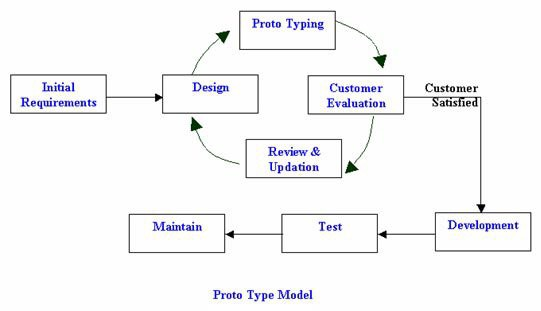 Proto Typing
Initial
Requirements
Design
Customer
Evaluation
Customer
Satisfied
Review &
Updation
Maintain
Test
Development
Proto Type Model